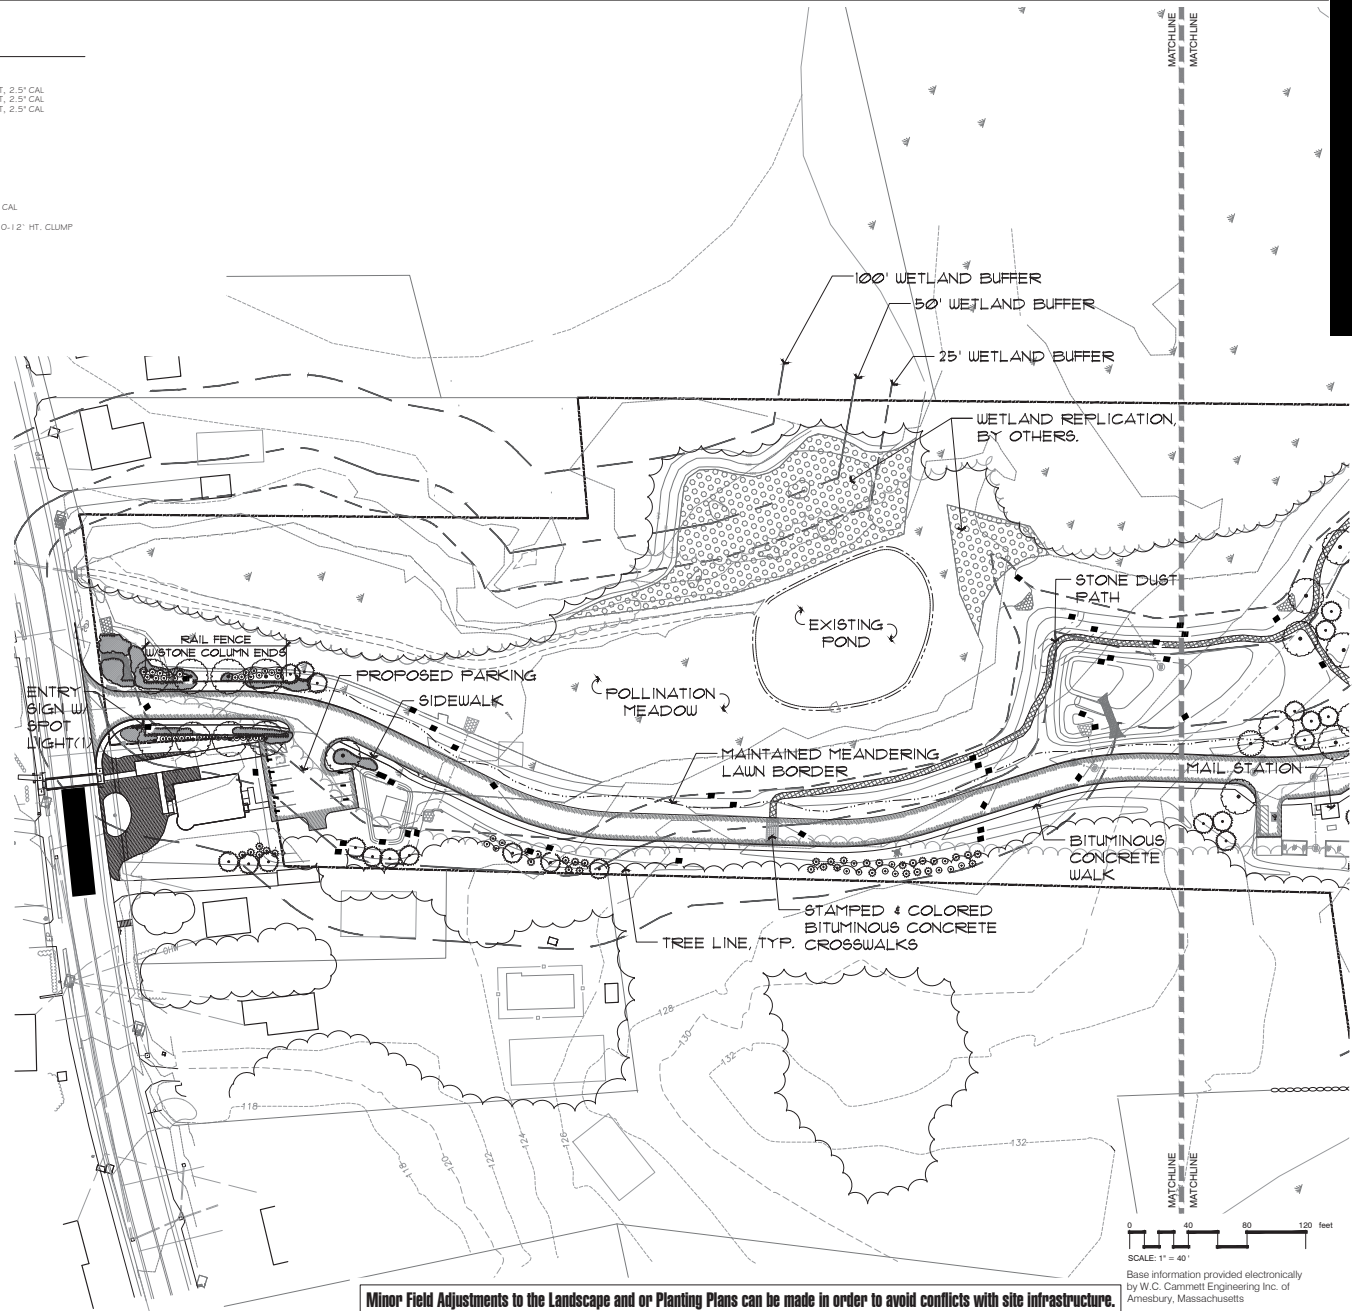 T, 2.5" CAL
T, 2.5" CAL
T, 2.5" CAL
CAL
0-12' HT. CLUMP
MATCHLINE
MATCHLINE
100' WETLAND BUFFER
50' WETLAND BUFFER
25' WETLAND BUFFER
WETLAND REPLICATION,
BY OTHERS.
STONE DUST
PATH
EXISTING
POND
RAIL FENCE
W/STONE COLUMN ENDS
PROPOSED PARKING
SIDEWALK
POLLINATION
MEADOW
ENTRY
SIGN W/
SPOT
LIGHT(1)
MAINTAINED MEANDERING
LAWN BORDER
MAIL STATION
BITUMINOUS
CONCRETE
WALK
STAMPED & COLORED
BITUMINOUS CONCRETE
CROSSWALKS
TREE LINE, TYP.
OHW
128
130
132
118
118
120
122
124
126
132
MATCHLINE
MATCHLINE
0 40 80 120 feet
SCALE: 1" = 40'
Base information provided electronically
by W.C. Cammett Engineering Inc. of
Amesbury, Massachusetts
Minor Field Adjustments to the Landscape and or Planting Plans can be made in order to avoid conflicts with site infrastructure.